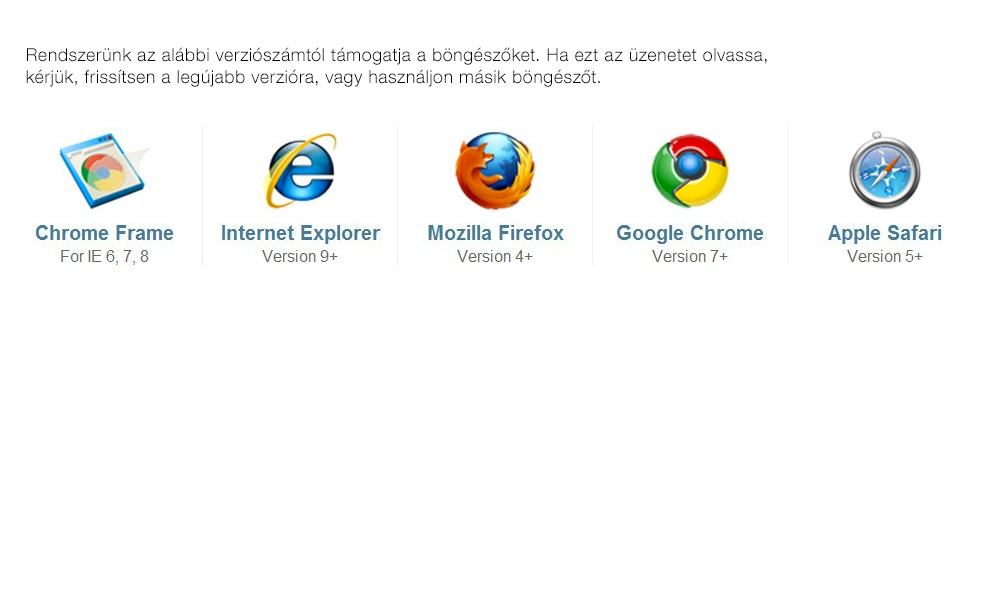 Rendszerünk az alábbi verziószámtól támogatja a böngészőket. Ha ezt az üzenetet olvassa,
kérjük, frissítsen a legújabb verzióra, vagy használjon másik böngészőt.
Chrome Frame
For IE 6, 7, 8
Internet Explorer
Version 9+
Mozilla Firefox
Version 4+
Google Chrome
Version 7+
Apple Safari
Version 5+